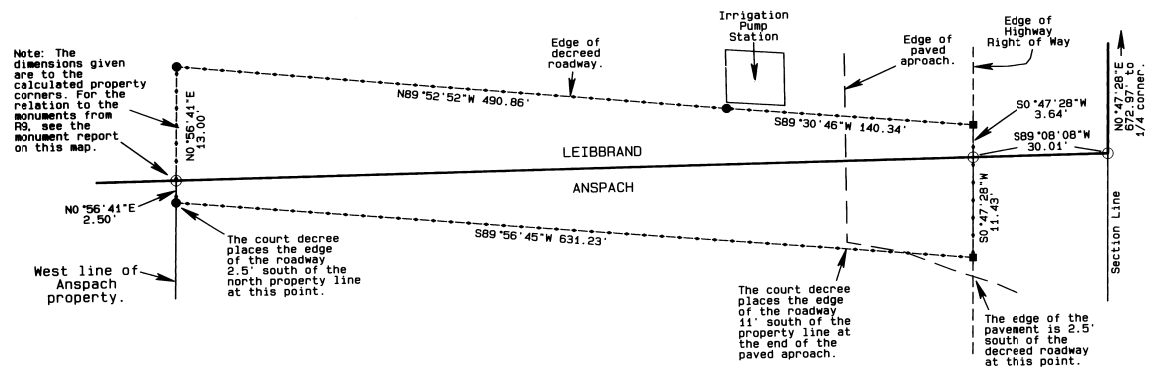 Note: The
dimensions given
are to the
calculated property
corners. For the
relation to the
monuments from
R9, see the
monument report
on this map.
N0°56'41"E
13.00'
N0°56'41"E
2.50'
West line of
Anspach
property.
The court decree
places the edge
of the roadway
2.5' south of the
north property line
at this point.
Edge of
decreed
roadway.
N89°52'52"W 490.86'
Irrigation
Pump
Station
S89°30'46"W 140.34'
Edge of
paved
aproach.
Edge of
Highway
Right of Way
S0°47'28"W
3.64'
S89°08'08"W
30.01'
N0°47'28"E
672.97' to
1/4 corner.
LEIBBRAND
ANSPACH
S89°56'45"W 631.23'
S0°47'28"W
11.43'
Section Line
The court decree
places the edge
of the roadway
11' south of the
property line at
the end of the
paved aproach.
The edge of the
pavement is 2.5'
south of the
decreed roadway
at this point.